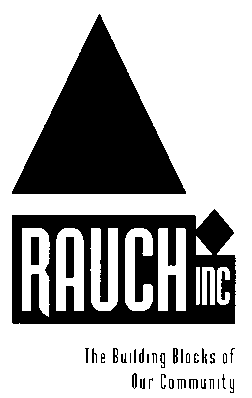 RAUCH INC
The Building Blocks of
Our Community